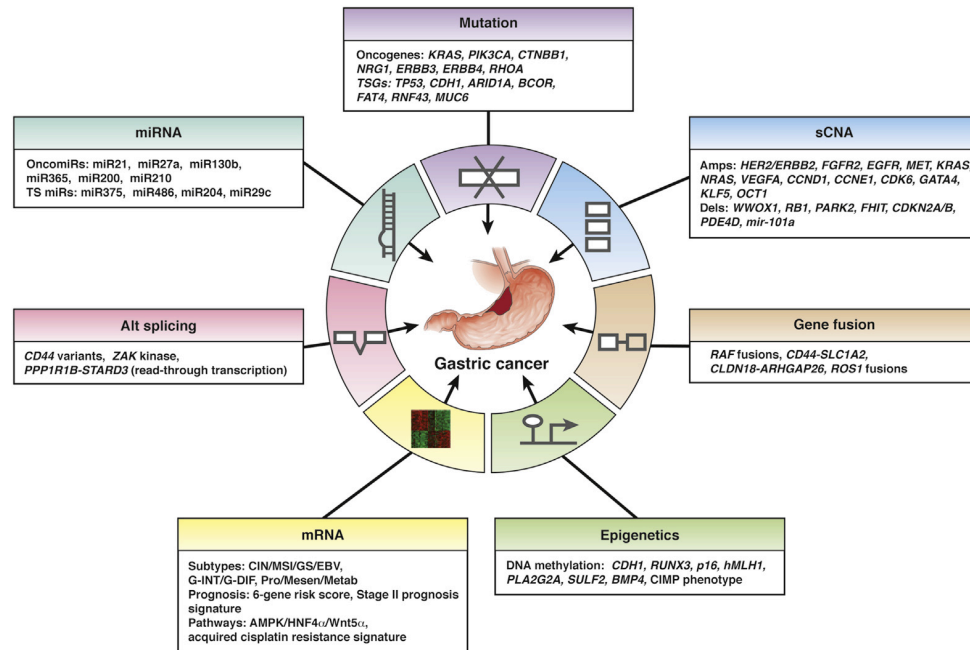 Mutation
Oncogenes: KRAS, PIK3CA, CTNBB1,
NRG1, ERBB3, ERBB4, RHOA
TSGs: TP53, CDH1, ARID1A, BCOR,
FAT4, RNF43, MUC6
miRNA
OncomiRs: miR21, miR27a, miR130b,
miR365, miR200, miR210
TS miRs: miR375, miR486, miR204, miR29c
sCNA
Amps: HER2/ERBB2, FGFR2, EGFR, MET, KRAS,
NRAS, VEGFA, CCND1, CCNE1, CDK6, GATA4,
KLF5, OCT1
Dels: WWOX1, RB1, PARK2, FHIT, CDKN2A/B,
PDE4D, mir-101a
Alt splicing
CD44 variants, ZAK kinase,
PPP1R1B-STARD3 (read-through transcription)
Gastric cancer
Gene fusion
RAF fusions, CD44-SLC1A2,
CLDN18-ARHGAP26, ROS1 fusions
mRNA
Subtypes: CIN/MSI/GS/EBV,
G-INT/G-DIF, Pro/Mesen/Metab
Prognosis: 6-gene risk score, Stage II prognosis
signature
Pathways: AMPK/HNF4α/Wnt5α,
acquired cisplatin resistance signature
Epigenetics
DNA methylation: CDH1, RUNX3, p16, hMLH1,
PLA2G2A, SULF2, BMP4, CIMP phenotype